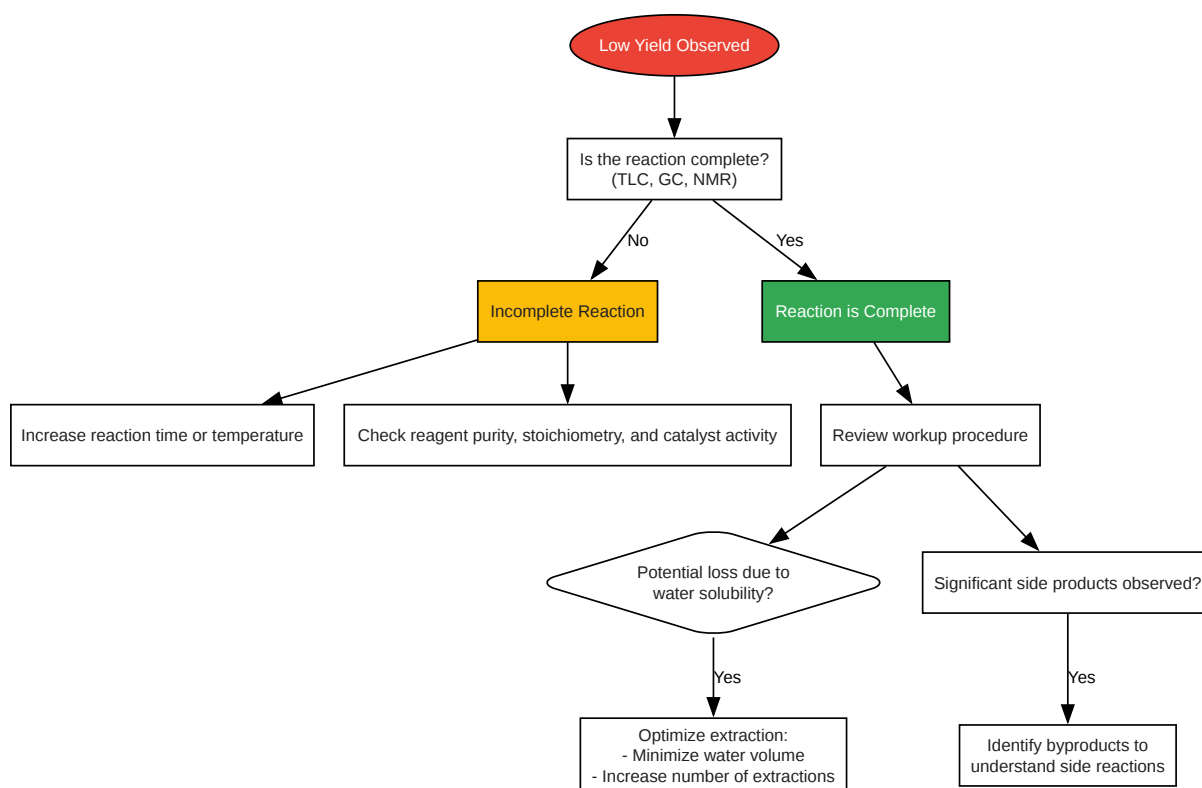 Low Yield Observed
Is the reaction complete?
(TLC, GC, NMR)
No
Yes
Incomplete Reaction
Reaction is Complete
Increase reaction time or temperature
Check reagent purity, stoichiometry, and catalyst activity
Review workup procedure
Potential loss due to
water solubility?
Significant side products observed?
Yes
Yes
Optimize extraction:
- Minimize water volume
- Increase number of extractions
Identify byproducts to
understand side reactions